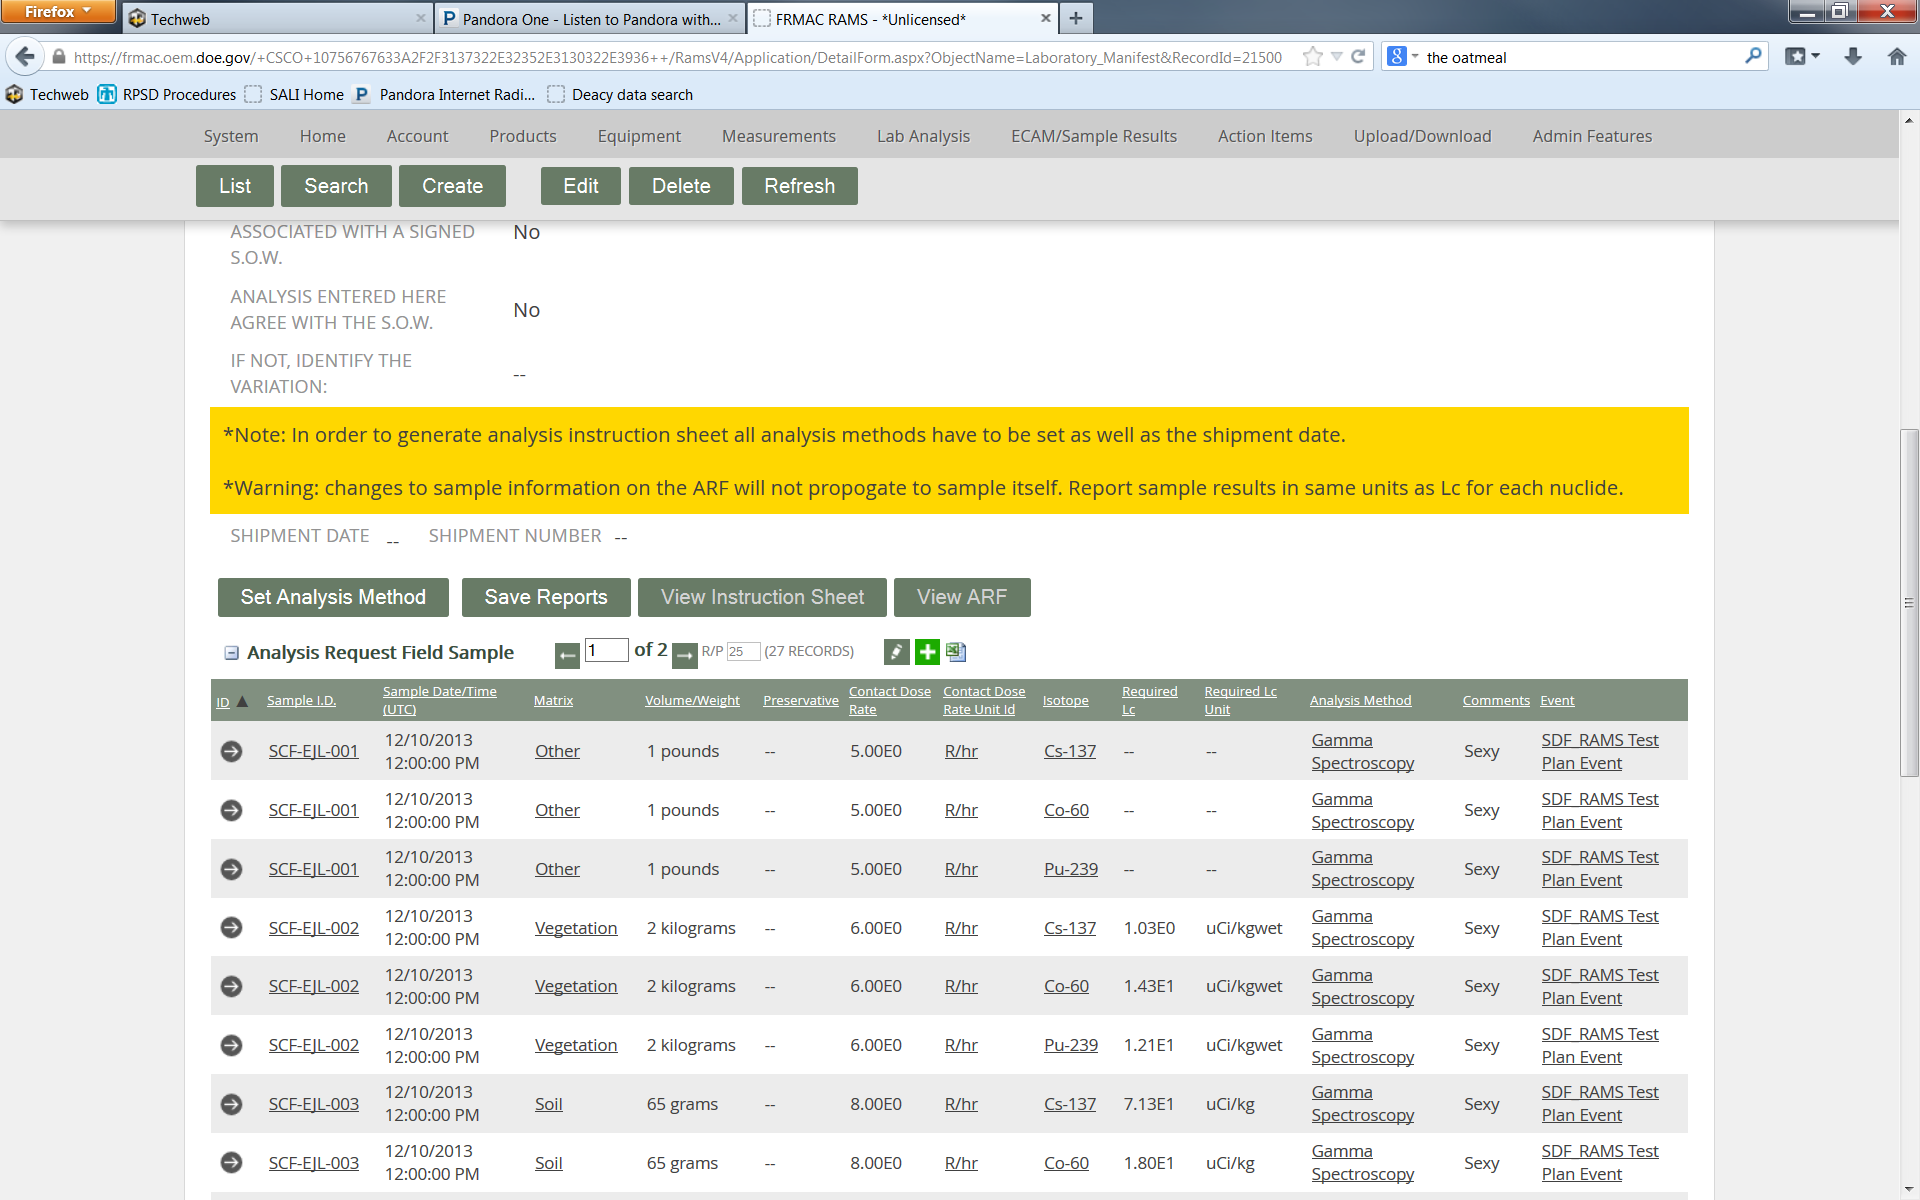 Firefox
Techweb
Pandora One - Listen to Pandora with...
FRMAC RAMS - *Unlicensed*
https://frmac.oem.doe.gov/+CSCO+10756767633A2F2F3137322E32352E3130322E3936++/RamsV4/Application/DetailForm.aspx?ObjectName=Laboratory_Manifest&RecordId=21500
the oatmeal
Techweb RPSD Procedures SALI Home Pandora Internet Radi... Deacy data search
System Home Account Products Equipment Measurements Lab Analysis ECAM/Sample Results Action Items Upload/Download Admin Features
List Search Create Edit Delete Refresh
ASSOCIATED WITH A SIGNED S.O.W. No
ANALYSIS ENTERED HERE AGREE WITH THE S.O.W. No
IF NOT, IDENTIFY THE VARIATION: --
*Note: In order to generate analysis instruction sheet all analysis methods have to be set as well as the shipment date.
*Warning: changes to sample information on the ARF will not propogate to sample itself. Report sample results in same units as Lc for each nuclide.
SHIPMENT DATE -- SHIPMENT NUMBER --
Set Analysis Method Save Reports View Instruction Sheet View ARF
Analysis Request Field Sample 1 of 2 R/P 25 (27 RECORDS)
ID Sample I.D. Sample Date/Time (UTC) Matrix Volume/Weight Preservative Contact Dose Rate Contact Dose Rate Unit Id Isotope Required Lc Required Lc Unit Analysis Method Comments Event
SCF-EJL-001 12/10/2013 12:00:00 PM Other 1 pounds -- 5.00E0 R/hr Cs-137 -- -- Gamma Spectroscopy Sexy SDF_RAMS Test Plan Event
SCF-EJL-001 12/10/2013 12:00:00 PM Other 1 pounds -- 5.00E0 R/hr Co-60 -- -- Gamma Spectroscopy Sexy SDF_RAMS Test Plan Event
SCF-EJL-001 12/10/2013 12:00:00 PM Other 1 pounds -- 5.00E0 R/hr Pu-239 -- -- Gamma Spectroscopy Sexy SDF_RAMS Test Plan Event
SCF-EJL-002 12/10/2013 12:00:00 PM Vegetation 2 kilograms -- 6.00E0 R/hr Cs-137 1.03E0 uCi/kgwet Gamma Spectroscopy Sexy SDF_RAMS Test Plan Event
SCF-EJL-002 12/10/2013 12:00:00 PM Vegetation 2 kilograms -- 6.00E0 R/hr Co-60 1.43E1 uCi/kgwet Gamma Spectroscopy Sexy SDF_RAMS Test Plan Event
SCF-EJL-002 12/10/2013 12:00:00 PM Vegetation 2 kilograms -- 6.00E0 R/hr Pu-239 1.21E1 uCi/kgwet Gamma Spectroscopy Sexy SDF_RAMS Test Plan Event
SCF-EJL-003 12/10/2013 12:00:00 PM Soil 65 grams -- 8.00E0 R/hr Cs-137 7.13E1 uCi/kg Gamma Spectroscopy Sexy SDF_RAMS Test Plan Event
SCF-EJL-003 12/10/2013 12:00:00 PM Soil 65 grams -- 8.00E0 R/hr Co-60 1.80E1 uCi/kg Gamma Spectroscopy Sexy SDF_RAMS Test Plan Event